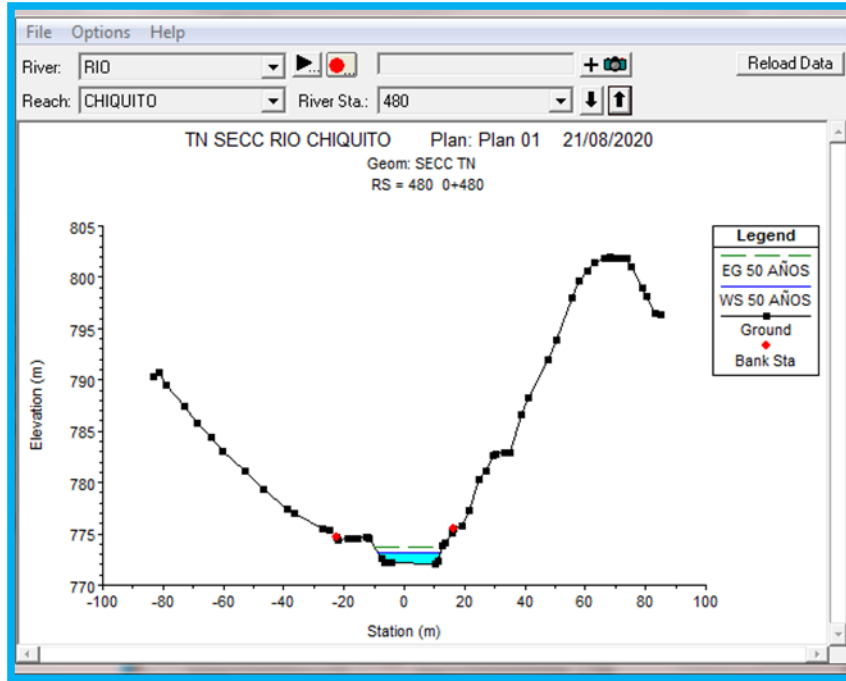 File Options Help
River: RIO
Reload Data
Reach: CHIQUITO River Sta.: 480
TN SECC RIO CHIQUITO Plan: Plan 01 21/08/2020
Geom: SECC TN
RS = 480 0+480
805
800
795
790
785
780
775
770
Elevation (m)
-100 -80 -60 -40 -20 0 20 40 60 80 100
Station (m)
Legend
EG 50 AÑOS
WS 50 AÑOS
Ground
Bank Sta